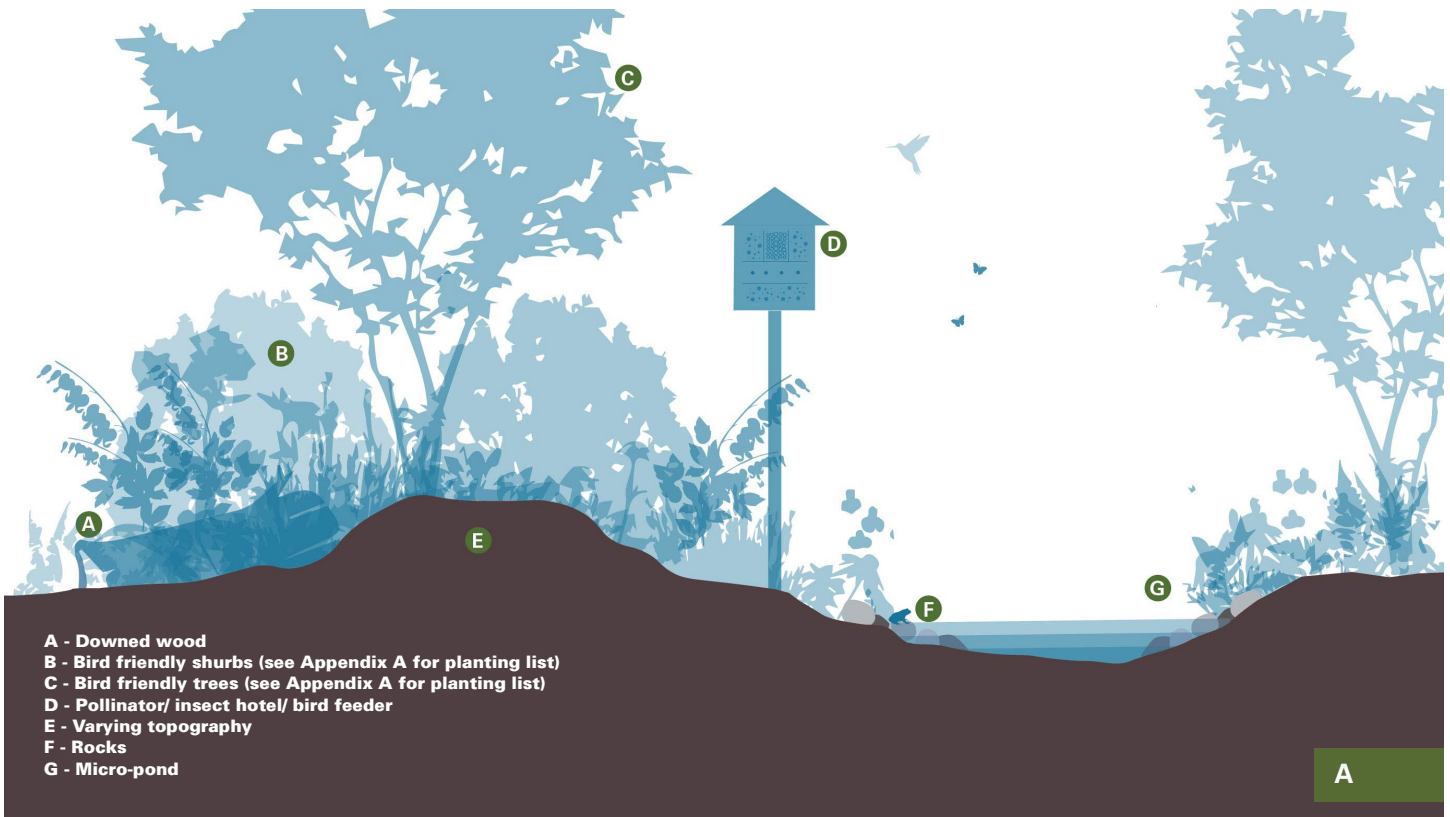 C
D
B
A
E
G
F
A - Downed wood
B - Bird friendly shurbs (see Appendix A for planting list)
C - Bird friendly trees (see Appendix A for planting list)
D - Pollinator/ insect hotel/ bird feeder
E - Varying topography
F - Rocks
G - Micro-pond
A